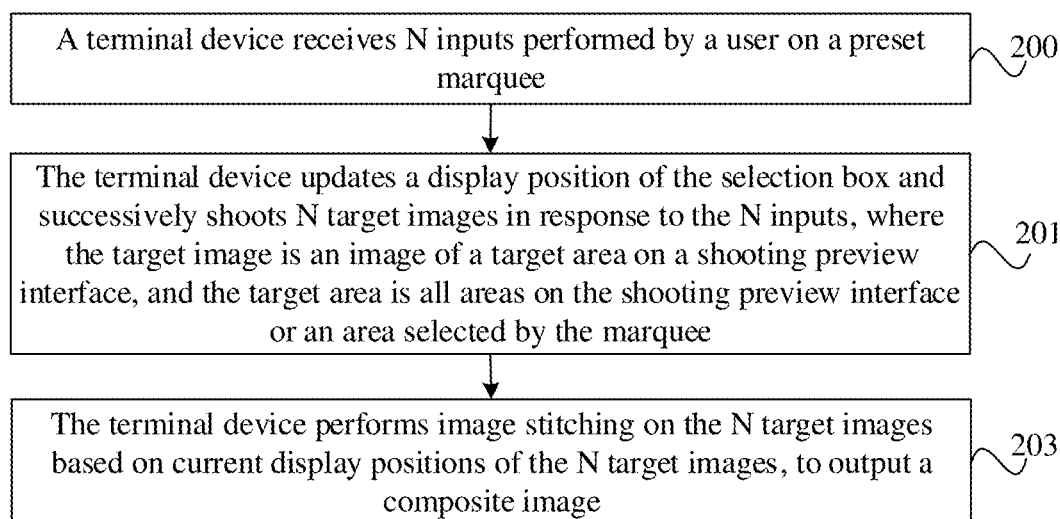 A terminal device receives N inputs performed by a user on a preset
marquee
200
The terminal device updates a display position of the selection box and
successively shoots N target images in response to the N inputs, where
the target image is an image of a target area on a shooting preview
interface, and the target area is all areas on the shooting preview interface
or an area selected by the marquee
201
The terminal device performs image stitching on the N target images
based on current display positions of the N target images, to output a
composite image
203